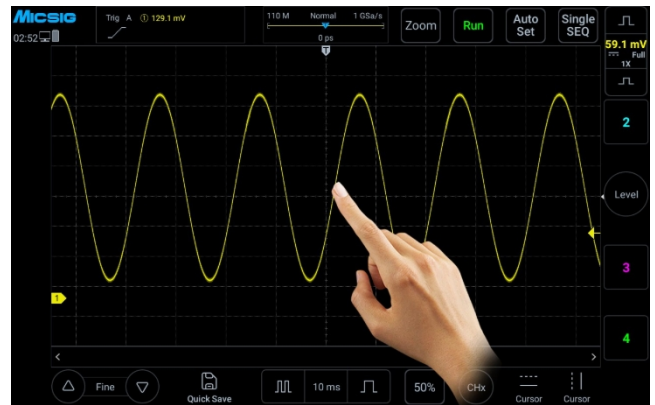 Micsig
02:52
Trig A ① 129.1 mV
110 M Normal 1 GSa/s
0 ps
Zoom
Run
Auto
Set
Single
SEQ
T
59.1 mV
Full
1X
2
Level
3
4
1
Fine
Quick Save
10 ms
50%
CHx
Cursor
Cursor